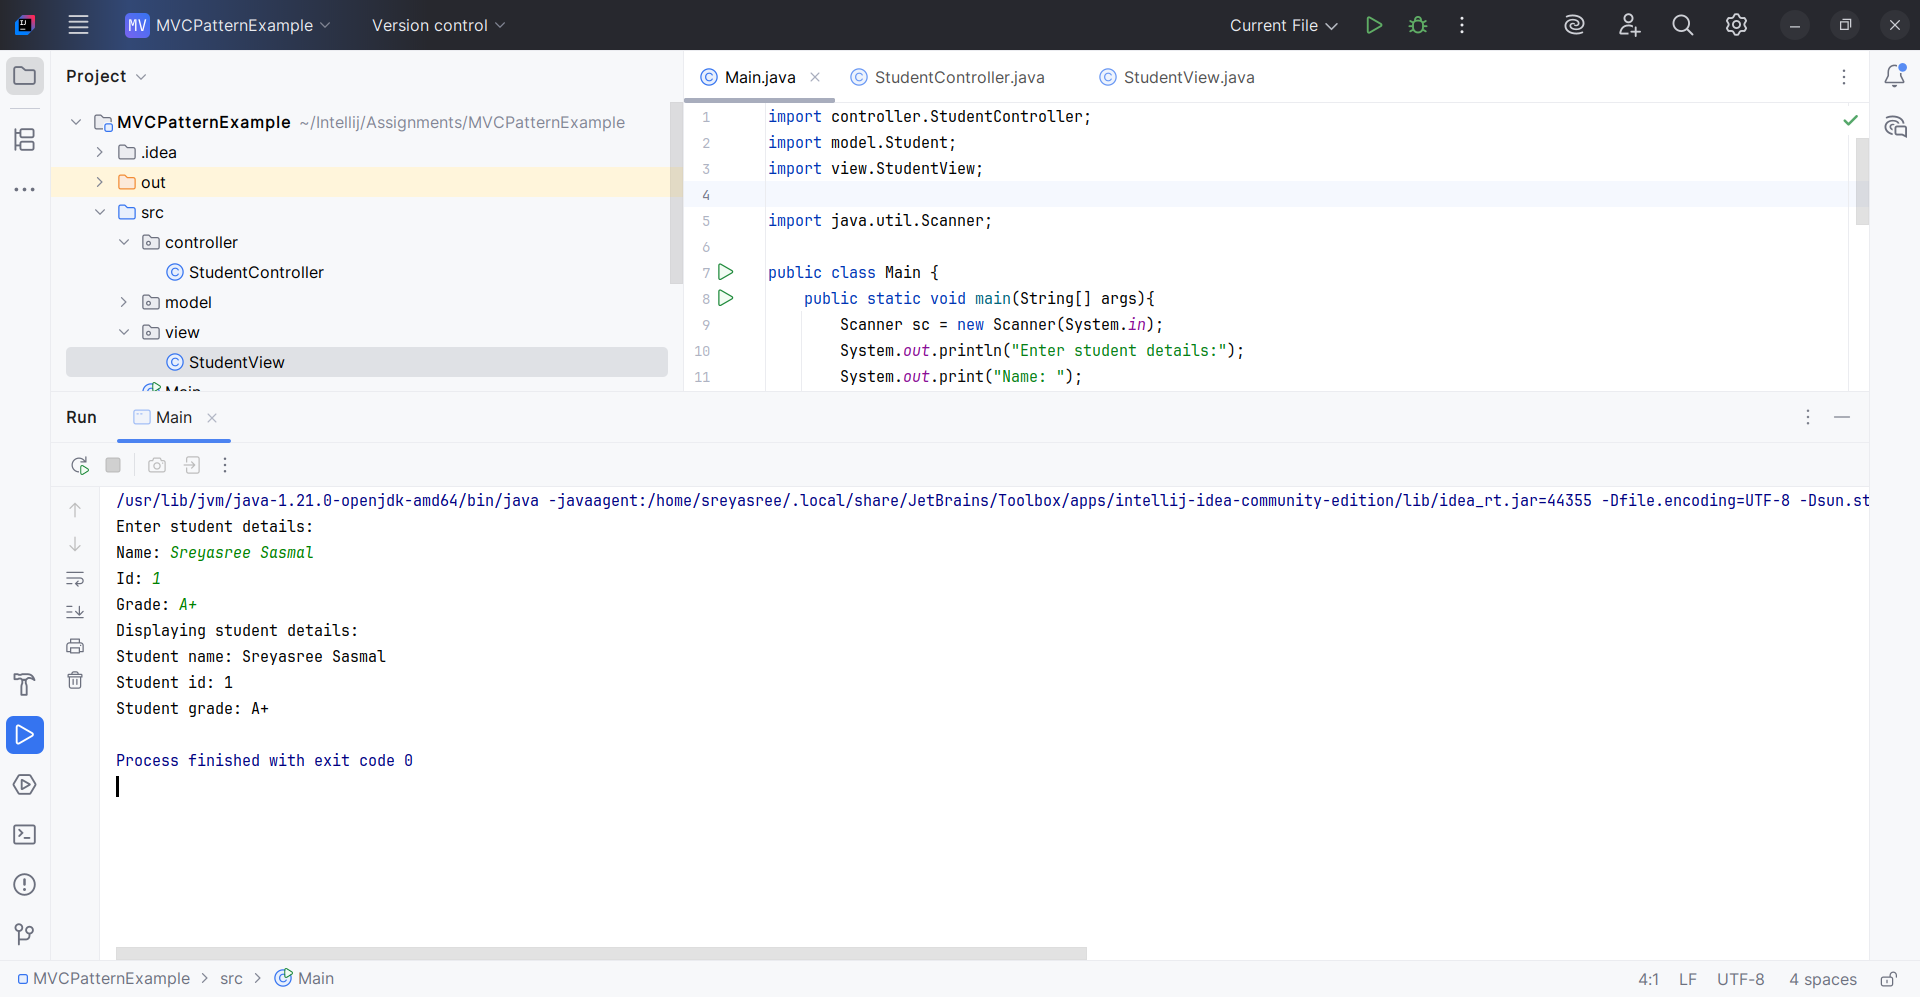 MV MVCPatternExample Version control Current File
Project
Main.java StudentController.java StudentView.java
MVCPatternExample ~/Intellij/Assignments/MVCPatternExample
.idea
out
src
controller
StudentController
model
view
StudentView
Main
1 import controller.StudentController;
2 import model.Student;
3 import view.StudentView;
4
5 import java.util.Scanner;
6
7 public class Main {
8 public static void main(String[] args){
9 Scanner sc = new Scanner(System.in);
10 System.out.println("Enter student details:");
11 System.out.print("Name: ");
Run Main
/usr/lib/jvm/java-1.21.0-openjdk-amd64/bin/java -javaagent:/home/sreyasree/.local/share/JetBrains/Toolbox/apps/intellij-idea-community-edition/lib/idea_rt.jar=44355 -Dfile.encoding=UTF-8 -Dsun.st
Enter student details:
Name: Sreyasree Sasmal
Id: 1
Grade: A+
Displaying student details:
Student name: Sreyasree Sasmal
Student id: 1
Student grade: A+
Process finished with exit code 0
MVCPatternExample > src > Main 4:1 LF UTF-8 4 spaces